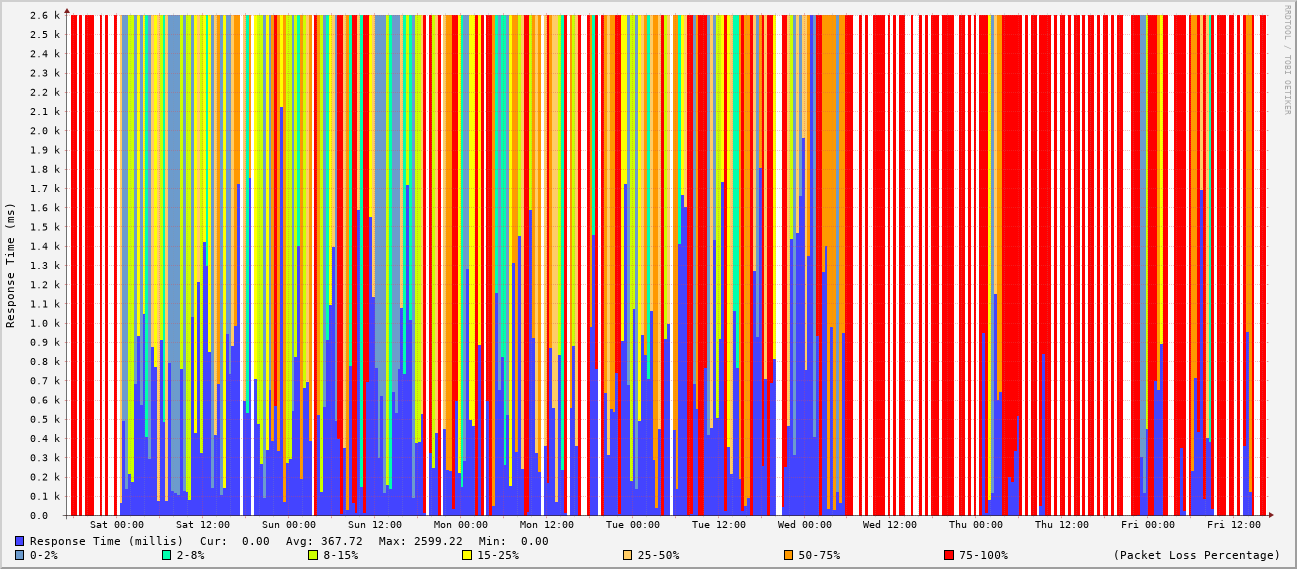 2.6 k
2.5 k
2.4 k
2.3 k
2.2 k
2.1 k
2.0 k
1.9 k
1.8 k
1.7 k
1.6 k
1.5 k
1.4 k
1.3 k
1.2 k
1.1 k
1.0 k
0.9 k
0.8 k
0.7 k
0.6 k
0.5 k
0.4 k
0.3 k
0.2 k
0.1 k
0.0
Response Time (ms)
RRDTOOL / TOBI OETIKER
Sat 00:00 Sat 12:00 Sun 00:00 Sun 12:00 Mon 00:00 Mon 12:00 Tue 00:00 Tue 12:00 Wed 00:00 Wed 12:00 Thu 00:00 Thu 12:00 Fri 00:00 Fri 12:00
Response Time (millis) Cur: 0.00 Avg: 367.72 Max: 2599.22 Min: 0.00
0-2% 2-8% 8-15% 15-25% 25-50% 50-75% 75-100% (Packet Loss Percentage)